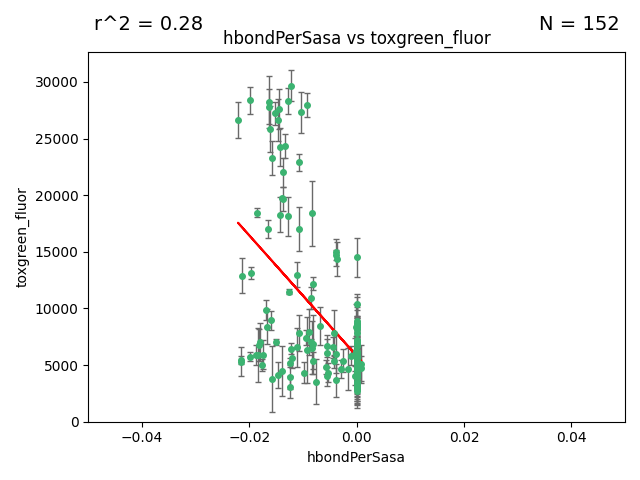 r^2 = 0.28
N = 152
hbondPerSasa vs toxgreen_fluor
30000
25000
20000
15000
10000
5000
0
toxgreen_fluor
−0.04
−0.02
0.00
0.02
0.04
hbondPerSasa